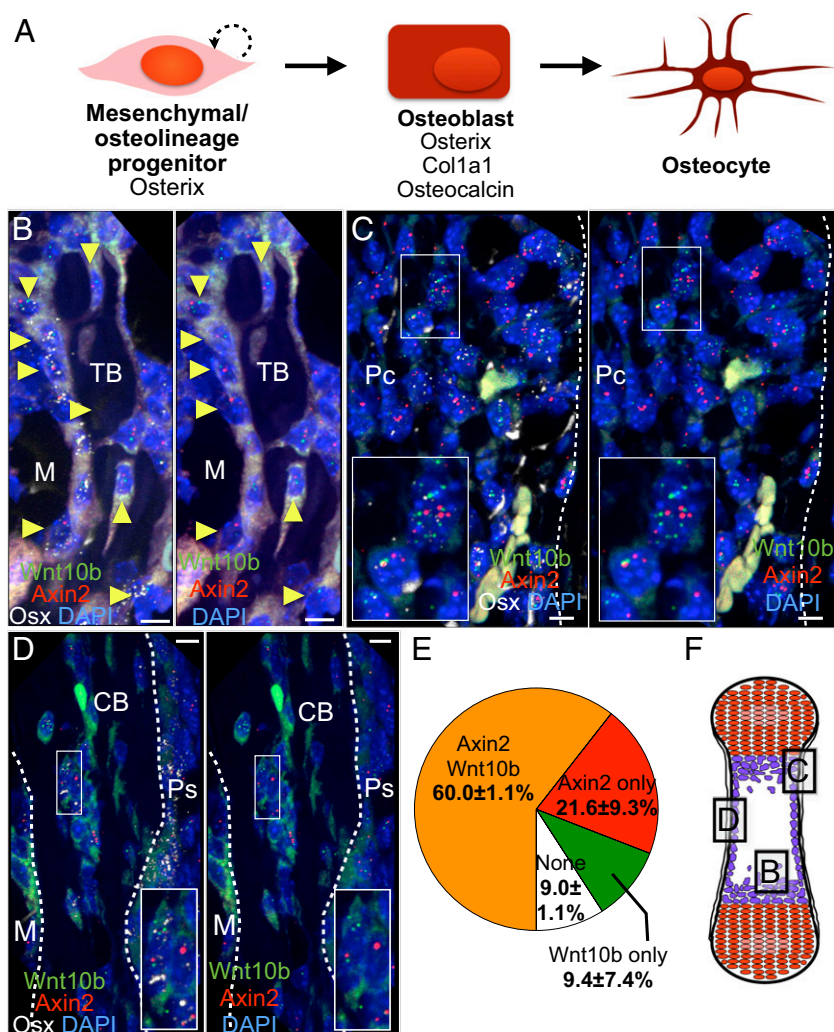 A
Mesenchymal/
osteolineage
progenitor
Osterix
Osteoblast
Osterix
Col1a1
Osteocalcin
Osteocyte
B
TB
M
Wnt10b
Axin2
Osx DAPI
TB
M
Wnt10b
Axin2
DAPI
C
Pc
Wnt10b
Axin2
Osx DAPI
Pc
Wnt10b
Axin2
DAPI
D
CB
Ps
M
Wnt10b
Axin2
Osx DAPI
CB
Ps
M
Wnt10b
Axin2
DAPI
E
Axin2
Wnt10b
60.0±1.1%
Axin2 only
21.6±9.3%
None
9.0±
1.1%
Wnt10b only
9.4±7.4%
F
C
D
B